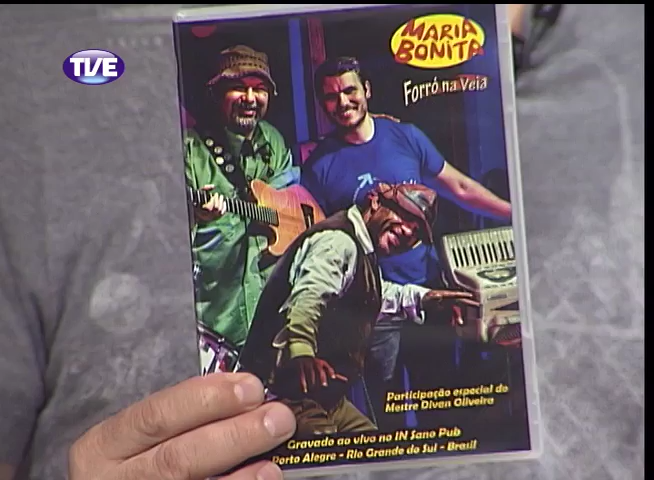 TVE
MARIA
BONITA
Forró na Veia
Participação especial do
Mestre Divan Oliveira
Gravado ao vivo no IN Sano Pub
Porto Alegre - Rio Grande do Sul - Brasil